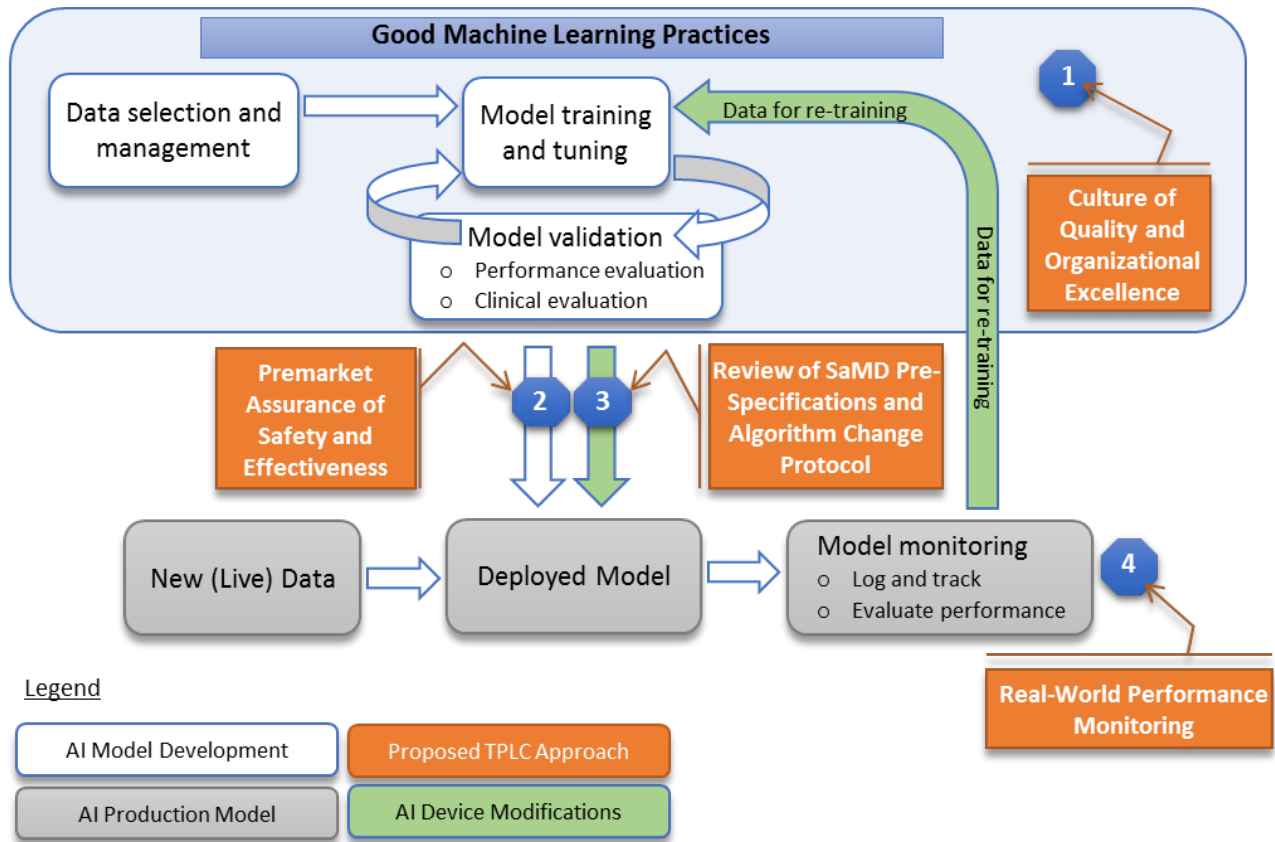 Good Machine Learning Practices
Data selection and
management
Model training
and tuning
Data for re-training
1
Culture of
Quality and
Organizational
Excellence
Model validation
o Performance evaluation
o Clinical evaluation
Data for re-training
Premarket
Assurance of
Safety and
Effectiveness
2
3
Review of SaMD Pre-
Specifications and
Algorithm Change
Protocol
New (Live) Data
Deployed Model
Model monitoring
o Log and track
o Evaluate performance
4
Real-World Performance
Monitoring
Legend
AI Model Development
Proposed TPLC Approach
AI Production Model
AI Device Modifications